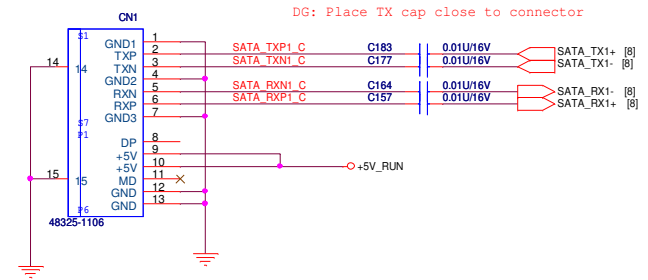 DG: Place TX cap close to connector
CN1
S1
GND1 1
TXP 2 SATA_TXP1_C C183 0.01U/16V SATA_TX1+ [8]
14 14 TXN 3 SATA_TXN1_C C177 0.01U/16V SATA_TX1- [8]
GND2 4
RXN 5 SATA_RXN1_C C164 0.01U/16V SATA_RX1- [8]
RXP 6 SATA_RXP1_C C157 0.01U/16V SATA_RX1+ [8]
GND3 7
S7
P1
DP 8
+5V 9
+5V 10 +5V_RUN
15 15 MD 11
GND 12
GND 13
P6
48325-1106